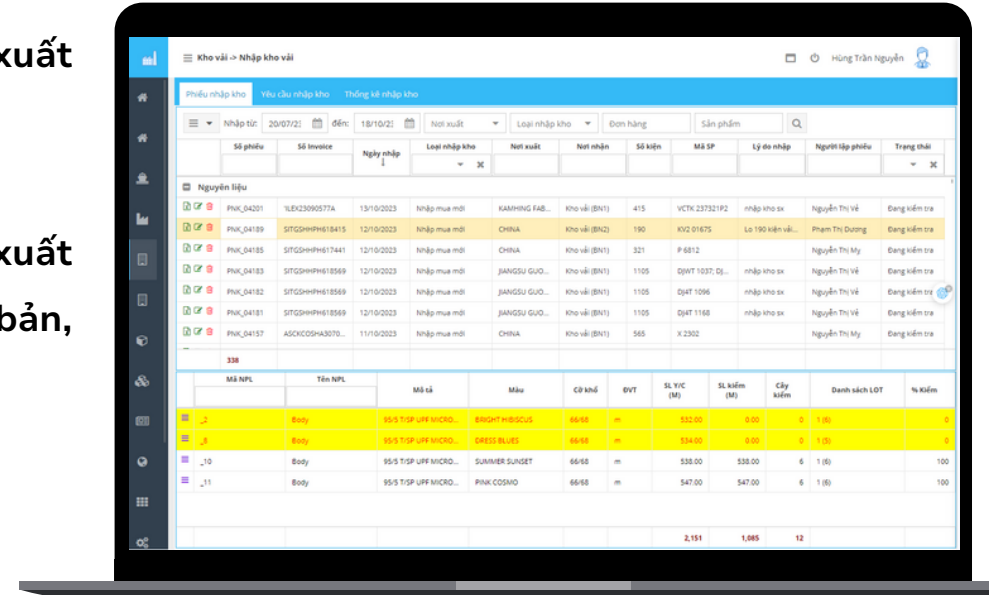 xuất
xuất
bản,
Kho vải -> Nhập kho vải
Hùng Trần Nguyễn
Phiếu nhập kho Yêu cầu nhập kho Thống kê nhập kho
Nhập từ: 20/07/2 đến: 18/10/2 Nơi xuất Loại nhập kho Đơn hàng Sản phẩm
Số phiếu Số Invoice Ngày nhập Loại nhập kho Nơi xuất Nơi nhận Số kiện Mã SP Lý do nhập Người lập phiếu Trạng thái
Nguyên liệu
PNK_04201 1LEX23090577A 13/10/2023 Nhập mua mới KAMHING FAB... Kho vải (BN1) 415 VCTK 237321P2 nhập kho sx Nguyễn Thị Vẻ Đang kiểm tra
PNK_04189 SITGSHHPH618415 12/10/2023 Nhập mua mới CHINA Kho vải (BN2) 190 KV2 0167S Lo 190 kiện vải... Phạm Thị Dương Đang kiểm tra
PNK_04185 SITGSHHPH617441 12/10/2023 Nhập mua mới CHINA Kho vải (BN1) 321 P 6812 Nguyễn Thị My Đang kiểm tra
PNK_04183 SITGSHHPH618569 12/10/2023 Nhập mua mới JIANGSU GUO... Kho vải (BN1) 1105 DJWT 1037; DJ... nhập kho sx Nguyễn Thị Vẻ Đang kiểm tra
PNK_04182 SITGSHHPH618569 12/10/2023 Nhập mua mới JIANGSU GUO... Kho vải (BN1) 1105 DJ4T 1096 nhập kho sx Nguyễn Thị Vẻ Đang kiểm tra
PNK_04181 SITGSHHPH618569 12/10/2023 Nhập mua mới JIANGSU GUO... Kho vải (BN1) 1105 DJ4T 1168 nhập kho sx Nguyễn Thị Vẻ Đang kiểm tra
PNK_04157 ASCKCOSHA3070... 11/10/2023 Nhập mua mới CHINA Kho vải (BN1) 565 X 2302 Nguyễn Thị My Đang kiểm tra
338
Mã NPL Tên NPL Mô tả Màu Cỡ khổ ĐVT SL Y/C (M) SL kiểm (M) Cây kiểm Danh sách LOT % Kiểm
_2 Body 95/5 T/SP UPF MICRO... BRIGHT HIBISCUS 66/68 m 532.00 0.00 0 1 (6) 0
_8 Body 95/5 T/SP UPF MICRO... DRESS BLUES 66/68 m 534.00 0.00 0 1 (5) 0
_10 Body 95/5 T/SP UPF MICRO... SUMMER SUNSET 66/68 m 538.00 538.00 6 1 (6) 100
_11 Body 95/5 T/SP UPF MICRO... PINK COSMO 66/68 m 547.00 547.00 6 1 (6) 100
2,151 1,085 12